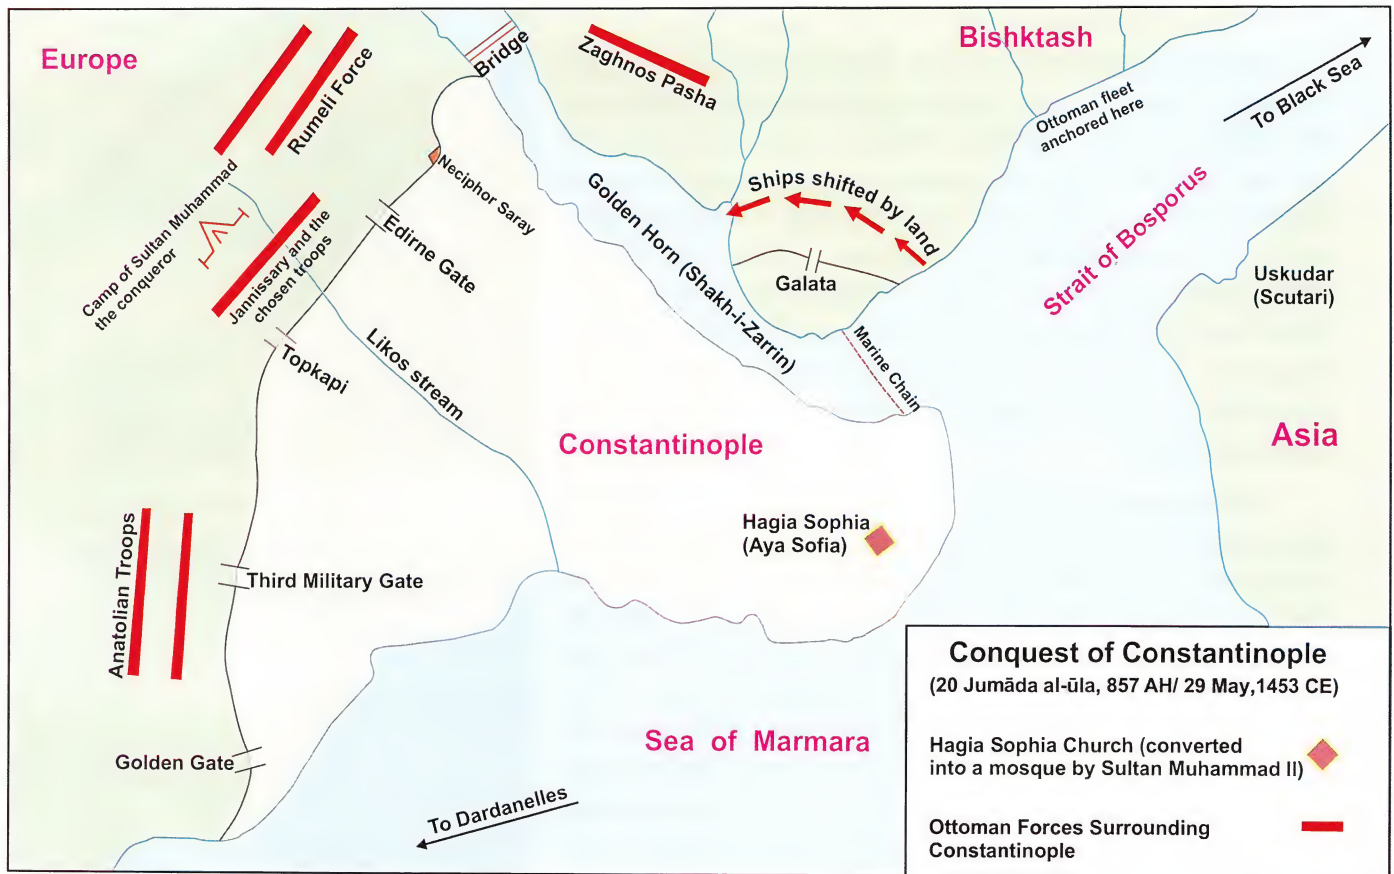 Europe
Rumeli Force
Bridge
Zaghnos Pasha
Bishktash
To Black Sea
Ottoman fleet
anchored here
Camp of Sultan Muhammad
the conqueror
Jannissary and the
chosen troops
Neciphor Saray
Edirne Gate
Golden Horn (Shakh-i-Zarrin)
Ships shifted by land
Galata
Strait of Bosporus
Uskudar
(Scutari)
Topkapi
Likos stream
Marine Chain
Constantinople
Asia
Hagia Sophia
(Aya Sofia)
Anatolian Troops
Third Military Gate
Golden Gate
Sea of Marmara
To Dardanelles
Conquest of Constantinople
(20 Jumāda al-ūla, 857 AH/ 29 May,1453 CE)
Hagia Sophia Church (converted
into a mosque by Sultan Muhammad II)
Ottoman Forces Surrounding
Constantinople